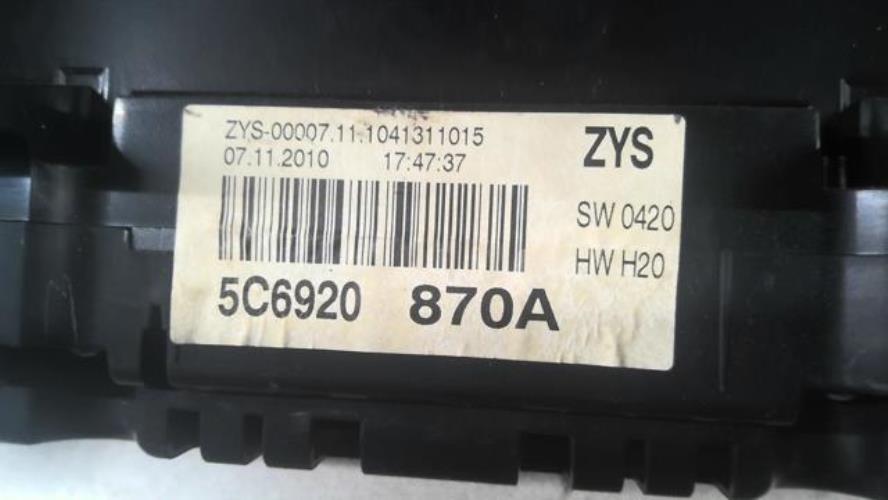 ZYS-00007.11.1041311015
07.11.2010 17:47:37
ZYS
SW 0420
HW H20
5C6920 870A